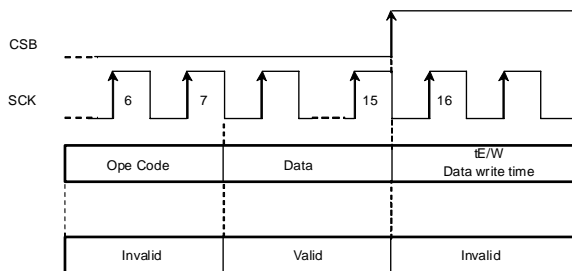 CSB
SCK
6 7 15 16
Ope Code Data tE/W
Data write time
Invalid Valid Invalid